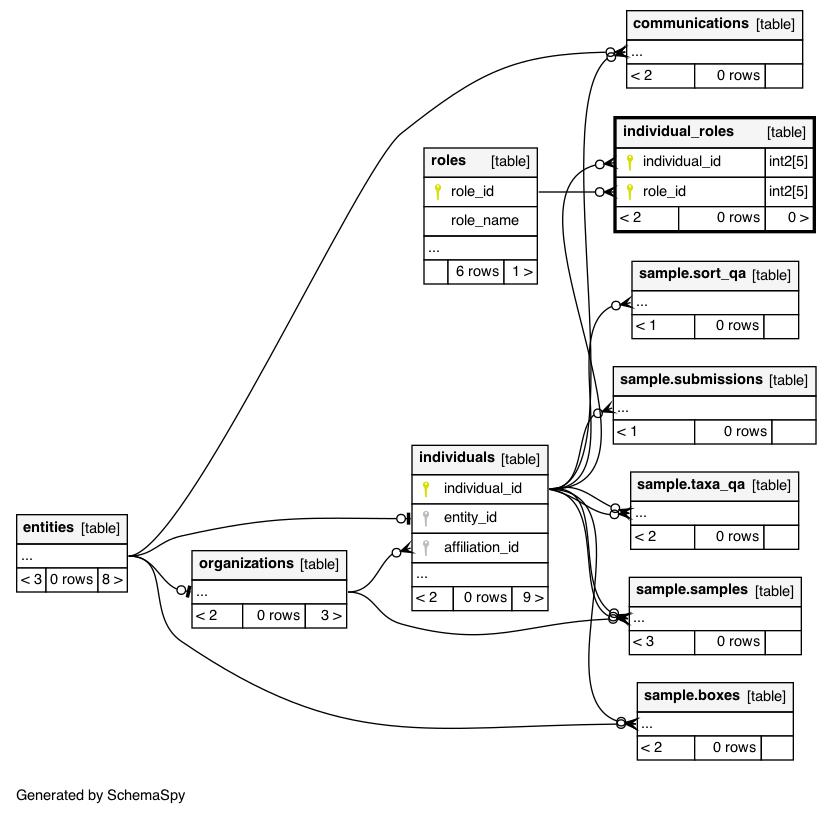 communications [table]
...
< 2 0 rows
individual_roles [table]
individual_id int2[5]
role_id int2[5]
< 2 0 rows 0 >
roles [table]
role_id
role_name
...
6 rows 1 >
sample.sort_qa [table]
...
< 1 0 rows
sample.submissions [table]
...
< 1 0 rows
individuals [table]
individual_id
entity_id
affiliation_id
...
< 2 0 rows 9 >
sample.taxa_qa [table]
...
< 2 0 rows
entities [table]
...
< 3 0 rows 8 >
organizations [table]
...
< 2 0 rows 3 >
sample.samples [table]
...
< 3 0 rows
sample.boxes [table]
...
< 2 0 rows
Generated by SchemaSpy